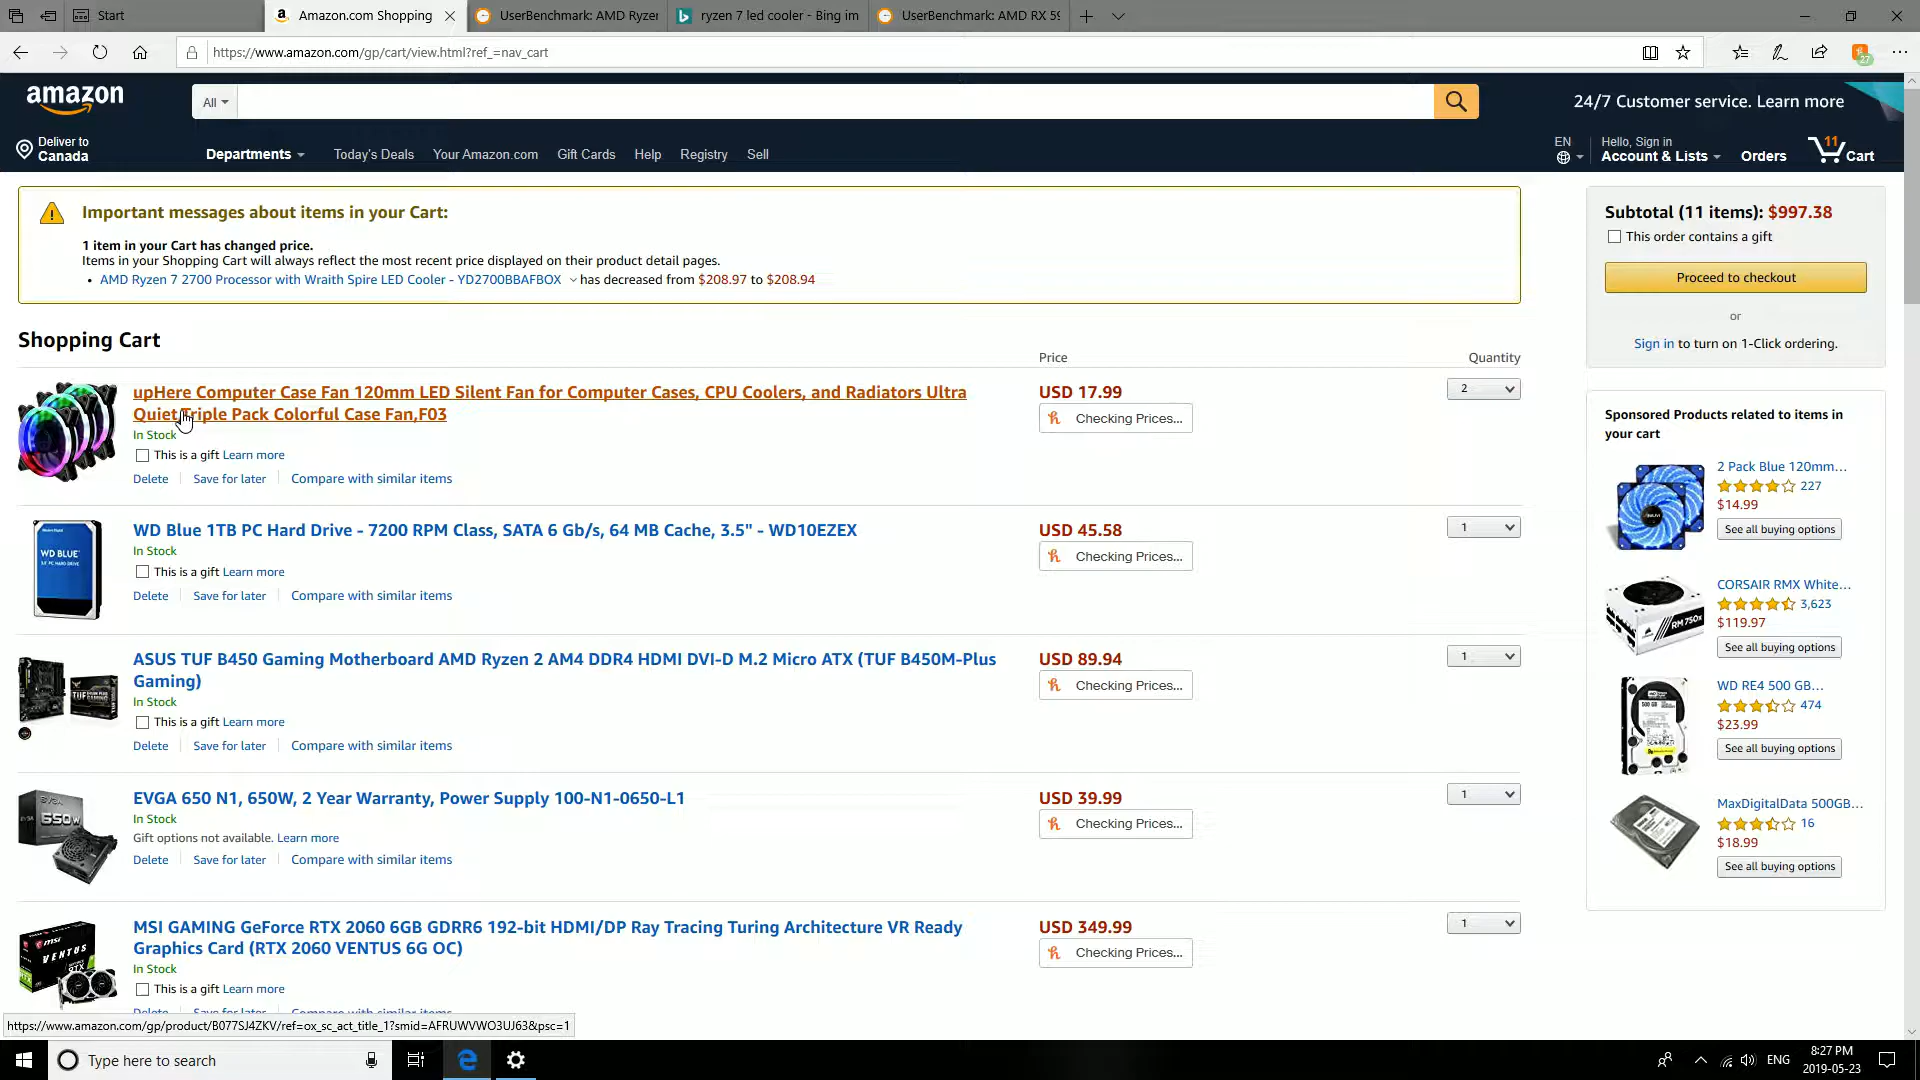 Start
Amazon.com Shopping
UserBenchmark: AMD Ryzer
ryzen 7 led cooler - Bing im
UserBenchmark: AMD RX 59
https://www.amazon.com/gp/cart/view.html?ref_=nav_cart
27
amazon
All
24/7 Customer service. Learn more
Deliver to
Canada
Departments
Today's Deals
Your Amazon.com
Gift Cards
Help
Registry
Sell
EN
Hello, Sign in
Account & Lists
Orders
11
Cart
Important messages about items in your Cart:
1 item in your Cart has changed price.
Items in your Shopping Cart will always reflect the most recent price displayed on their product detail pages.
• AMD Ryzen 7 2700 Processor with Wraith Spire LED Cooler - YD2700BBAFBOX has decreased from $208.97 to $208.94
Subtotal (11 items): $997.38
This order contains a gift
Proceed to checkout
or
Sign in to turn on 1-Click ordering.
Shopping Cart
Price
Quantity
upHere Computer Case Fan 120mm LED Silent Fan for Computer Cases, CPU Coolers, and Radiators Ultra
Quiet Triple Pack Colorful Case Fan,F03
In Stock
This is a gift Learn more
Delete
Save for later
Compare with similar items
USD 17.99
Checking Prices...
2
WD BLUE
WD Blue 1TB PC Hard Drive - 7200 RPM Class, SATA 6 Gb/s, 64 MB Cache, 3.5" - WD10EZEX
In Stock
This is a gift Learn more
Delete
Save for later
Compare with similar items
USD 45.58
Checking Prices...
1
ASUS TUF B450 Gaming Motherboard AMD Ryzen 2 AM4 DDR4 HDMI DVI-D M.2 Micro ATX (TUF B450M-Plus
Gaming)
In Stock
This is a gift Learn more
Delete
Save for later
Compare with similar items
USD 89.94
Checking Prices...
1
650W
EVGA 650 N1, 650W, 2 Year Warranty, Power Supply 100-N1-0650-L1
In Stock
Gift options not available. Learn more
Delete
Save for later
Compare with similar items
USD 39.99
Checking Prices...
1
VENTUS
MSI GAMING GeForce RTX 2060 6GB GDRR6 192-bit HDMI/DP Ray Tracing Turing Architecture VR Ready
Graphics Card (RTX 2060 VENTUS 6G OC)
In Stock
This is a gift Learn more
Delete
Save for later
Compare with similar items
USD 349.99
Checking Prices...
1
Sponsored Products related to items in
your cart
2 Pack Blue 120mm...
227
$14.99
See all buying options
RM 750x
CORSAIR RMX White...
3,623
$119.97
See all buying options
WD RE4 500 GB...
474
$23.99
See all buying options
MaxDigitalData 500GB...
16
$18.99
See all buying options
https://www.amazon.com/gp/product/B077SJ4ZKV/ref=ox_sc_act_title_1?smid=AFRUWVWO3UJ63&psc=1
Type here to search
ENG
8:27 PM
2019-05-23